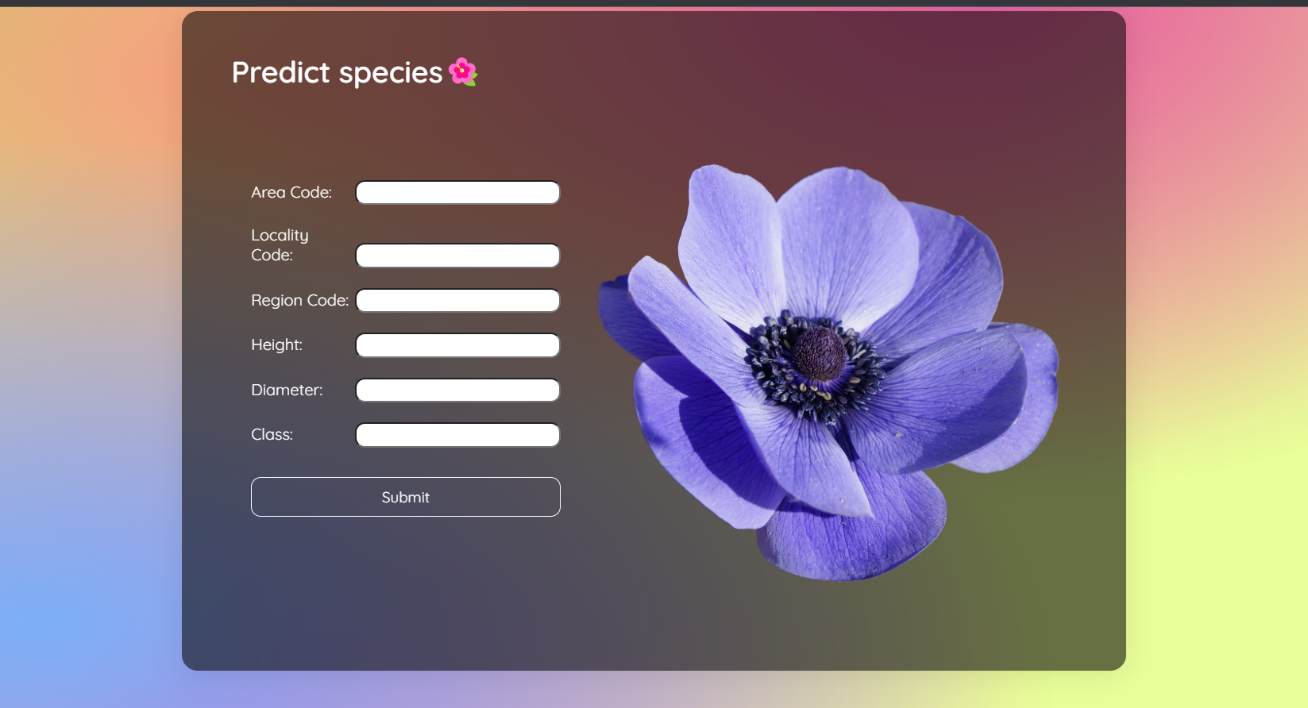 Predict species 🌺
Area Code:
Locality
Code:
Region Code:
Height:
Diameter:
Class:
Submit